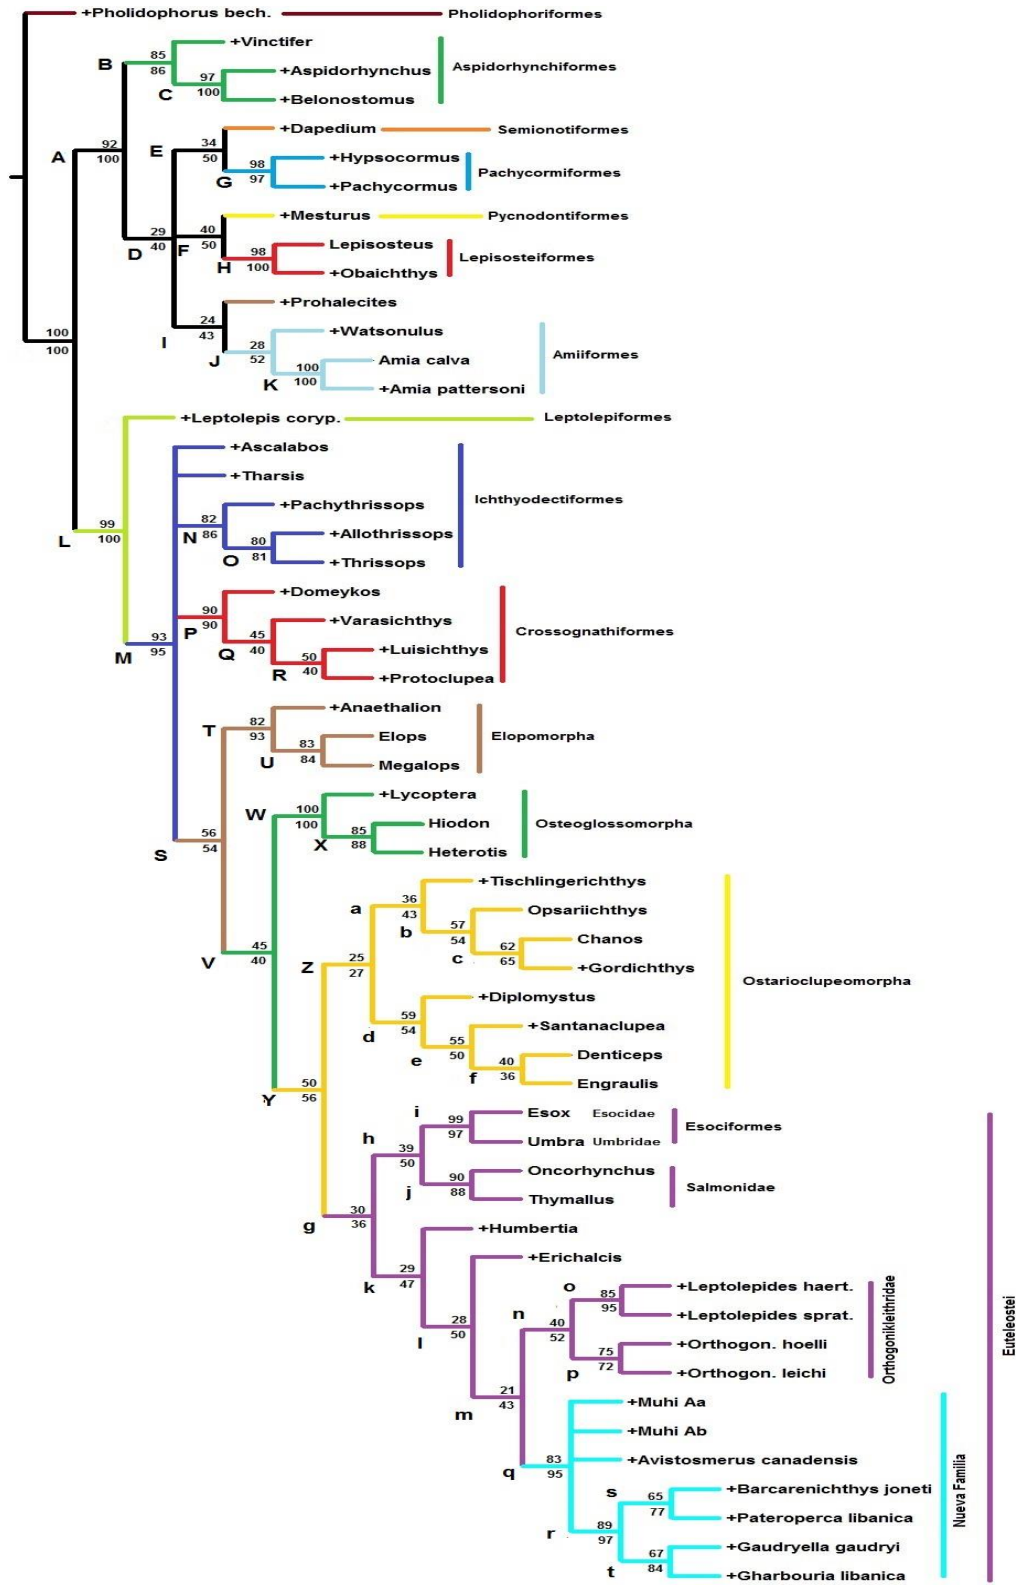 +Pholidophorus bech. Pholidophoriformes
+Vinctifer
B 85
86
+Aspidorhynchus Aspidorhynchiformes
97
C 100
+Belonostomus
+Dapedium Semionotiformes
A 92
100
E 34
50
+Hypsocormus
98
G 97
Pachycormiformes
+Pachycormus
+Mesturus Pycnodontiformes
D 29
40
F 40
50
Lepisosteus
98
H 100
Lepisosteiformes
+Obaichthys
+Prohalecites
100
100
I 24
43
+Watsonulus
J 28
52
Amiiformes
Amia calva
K 100
100
+Amia pattersoni
+Leptolepis coryp. Leptolepiformes
+Ascalabos
+Tharsis
Ichthyodectiformes
+Pachythrissops
L 99
100
N 82
86
+Allothrissops
O 80
81
+Thrissops
+Domeykos
P 90
90
+Varasichthys
Crossognathiformes
M 93
95
Q 45
40
+Luisichthys
R 50
40
+Protoclupea
+Anaethalion
T 82
93
Elops Elopomorpha
U 83
84
Megalops
+Lycoptera
W 100
100
Hiodon Osteoglossomorpha
S 56
54
X 85
88
Heterotis
+Tischlingerichthys
a 36
43
Opsariichthys
b 57
54
Chanos
V 45
40
Z 25
27
c 62
65
+Gordichthys
Ostarioclupeomorpha
+Diplomystus
d 59
54
+Santanaclupea
e 55
50
Denticeps
f 40
36
Engraulis
Y 50
56
i 99
97
Esox Esocidae
Esociformes
Umbra Umbridae
h 39
50
Oncorhynchus
j 90
88
Salmonidae
Thymallus
g 30
36
+Humbertia
+Erichalcis
k 29
47
o 85
95
+Leptolepides haert.
+Leptolepides sprat.
n 40
52
Orthogonikleithridae
l 28
50
+Orthogon. hoelli
p 75
72
+Orthogon. leichi
Euteleostei
m 21
43
+Muhi Aa
+Muhi Ab
q 83
95
+Avistosmerus canadensis
s 65
77
+Barcarenichthys joneti
Nueva Familia
+Pateroperca libanica
r 89
97
+Gaudryella gaudryi
t 67
84
+Gharbouria libanica